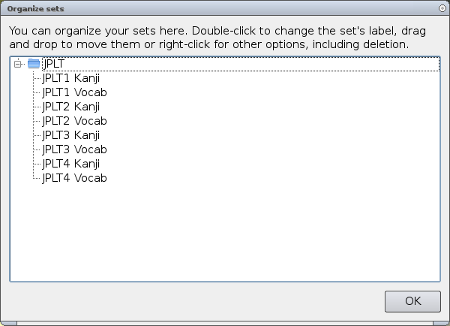 Organize sets
You can organize your sets here. Double-click to change the set's label, drag
and drop to move them or right-click for other options, including deletion.
JPLT
JPLT1 Kanji
JPLT1 Vocab
JPLT2 Kanji
JPLT2 Vocab
JPLT3 Kanji
JPLT3 Vocab
JPLT4 Kanji
JPLT4 Vocab
OK